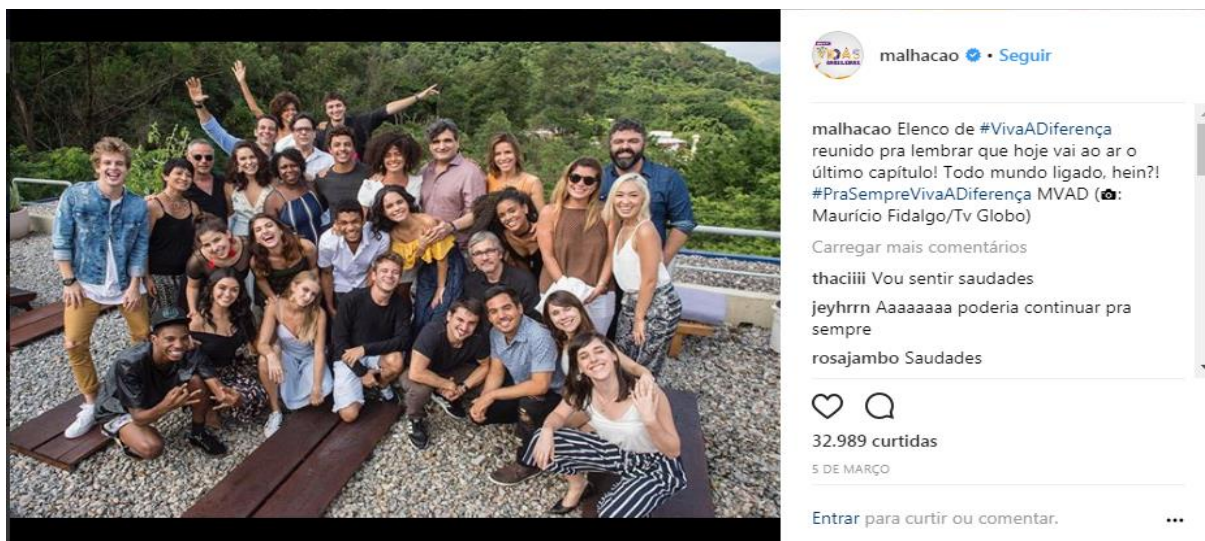 VIDAS
BRASILEIRAS
malhacao • Seguir
malhacao Elenco de #VivaADiferença
reunido pra lembrar que hoje vai ao ar o
último capítulo! Todo mundo ligado, hein?!
#PraSempreVivaADiferença MVAD (📷:
Maurício Fidalgo/Tv Globo)
Carregar mais comentários
thaciiii Vou sentir saudades
jeyhrrn Aaaaaaaa poderia continuar pra
sempre
rosajambo Saudades
32.989 curtidas
5 DE MARÇO
Entrar para curtir ou comentar.